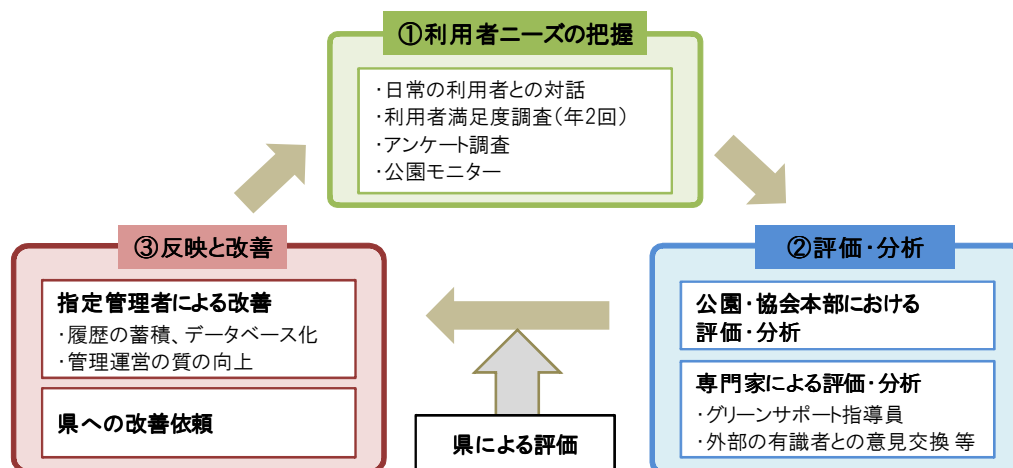 ①利用者ニーズの把握
・日常の利用者との対話
・利用者満足度調査(年2回)
・アンケート調査
・公園モニター
③反映と改善
指定管理者による改善
・履歴の蓄積、データベース化
・管理運営の質の向上
県への改善依頼
②評価・分析
公園・協会本部における
評価・分析
専門家による評価・分析
・グリーンサポート指導員
・外部の有識者との意見交換 等
県による評価